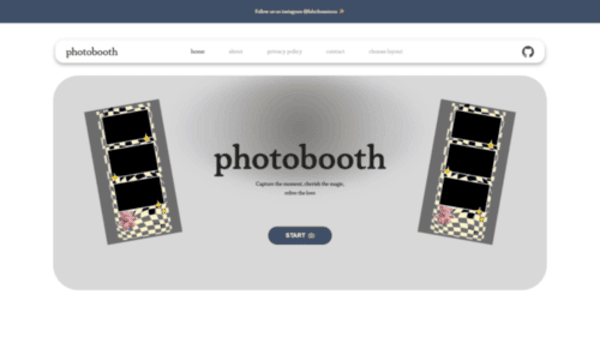 Follow us on instagram
photobooth
home
about
privacy policy
contact
choose layout
photobooth
Capture the moment, cherish the magic,
relive the love
START